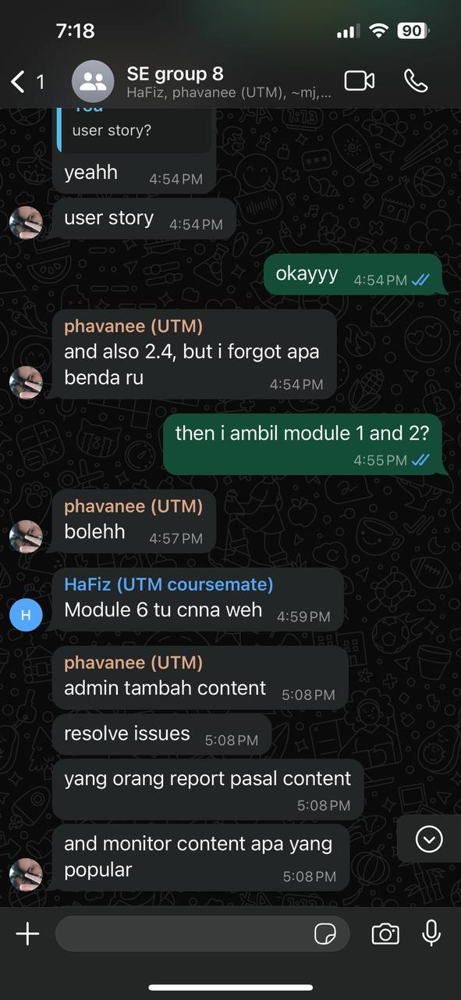 7:18
90
1
SE group 8
HaFiz, phavanee (UTM), ~mj,...
You
user story?
yeahh 4:54 PM
user story 4:54 PM
okayyy 4:54 PM
phavanee (UTM)
and also 2.4, but i forgot apa
benda ru 4:54 PM
then i ambil module 1 and 2?
4:55 PM
phavanee (UTM)
bolehh 4:57 PM
HaFiz (UTM coursemate)
H
Module 6 tu cnna weh 4:59 PM
phavanee (UTM)
admin tambah content 5:08 PM
resolve issues 5:08 PM
yang orang report pasal content
5:08 PM
and monitor content apa yang
popular 5:08 PM